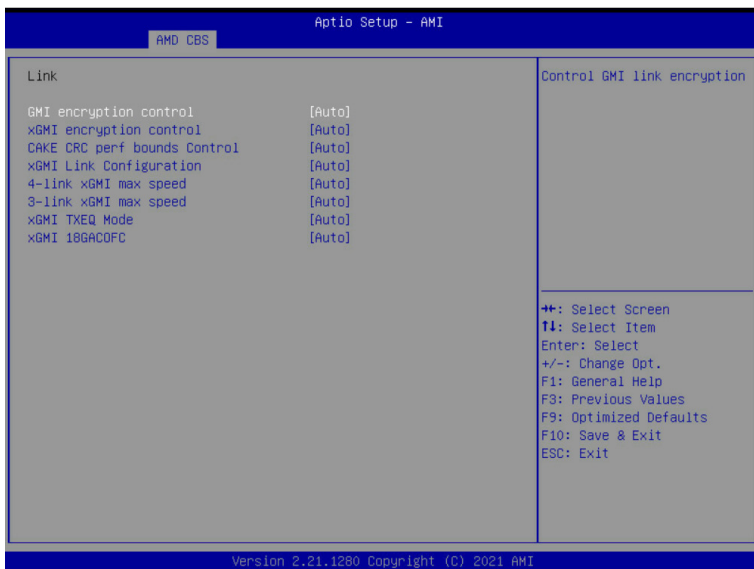 Aptio Setup – AMI
AMD CBS
Link
Control GMI link encryption
GMI encryption control [Auto]
xGMI encryption control [Auto]
CAKE CRC perf bounds Control [Auto]
xGMI Link Configuration [Auto]
4-link xGMI max speed [Auto]
3-link xGMI max speed [Auto]
xGMI TXEQ Mode [Auto]
xGMI 18GACOFC [Auto]
→←: Select Screen
↑↓: Select Item
Enter: Select
+/-: Change Opt.
F1: General Help
F3: Previous Values
F9: Optimized Defaults
F10: Save & Exit
ESC: Exit
Version 2.21.1280 Copyright (C) 2021 AMI